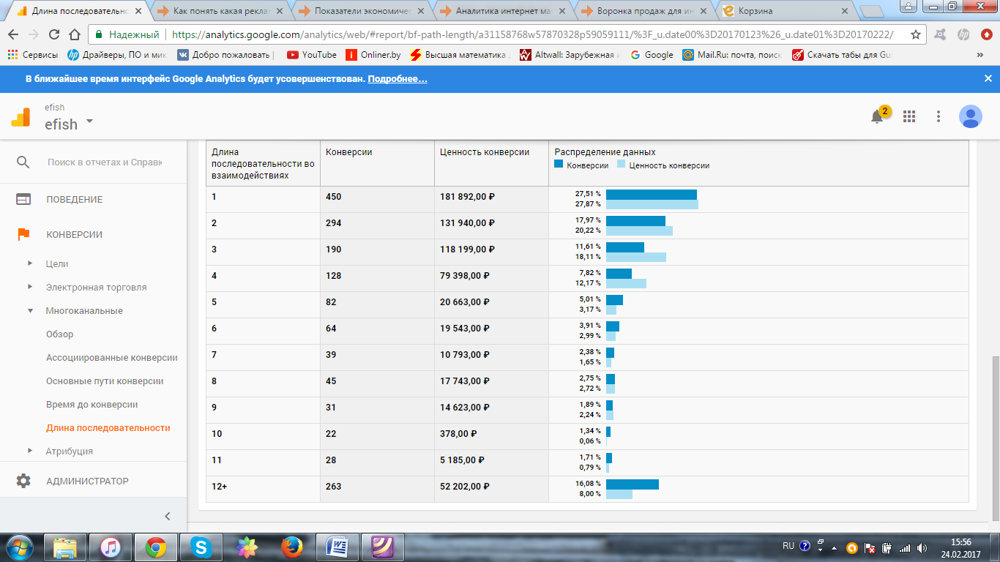 Длина последовательно
Как понять какая рекла
Показатели экономичес
Аналитика интернет ма
Воронка продаж для ин
Корзина
Надежный
https://analytics.google.com/analytics/web/#report/bf-path-length/a31158768w57870328p59059111/%3F_u.date00%3D20170123%26_u.date01%3D20170222/
Сервисы
Драйверы, ПО и мик
Добро пожаловать |
YouTube
Onliner.by
Высшая математика
Altwall: Зарубежная и
Google
Mail.Ru: почта, поиск
Скачать табы для Gu
»
В ближайшее время интерфейс Google Analytics будет усовершенствован. Подробнее…
efish
efish
2
Поиск в отчетах и Справк
ПОВЕДЕНИЕ
КОНВЕРСИИ
Цели
Электронная торговля
Многоканальные
Обзор
Ассоциированные конверсии
Основные пути конверсии
Время до конверсии
Длина последовательности
Атрибуция
АДМИНИСТРАТОР
Длина
последовательности во
взаимодействиях
Конверсии
Ценность конверсии
Распределение данных
Конверсии Ценность конверсии
1 450 181 892,00 ₽ 27,51 %
27,87 %
2 294 131 940,00 ₽ 17,97 %
20,22 %
3 190 118 199,00 ₽ 11,61 %
18,11 %
4 128 79 398,00 ₽ 7,82 %
12,17 %
5 82 20 663,00 ₽ 5,01 %
3,17 %
6 64 19 543,00 ₽ 3,91 %
2,99 %
7 39 10 793,00 ₽ 2,38 %
1,65 %
8 45 17 743,00 ₽ 2,75 %
2,72 %
9 31 14 623,00 ₽ 1,89 %
2,24 %
10 22 378,00 ₽ 1,34 %
0,06 %
11 28 5 185,00 ₽ 1,71 %
0,79 %
12+ 263 52 202,00 ₽ 16,08 %
8,00 %
RU
15:56
24.02.2017